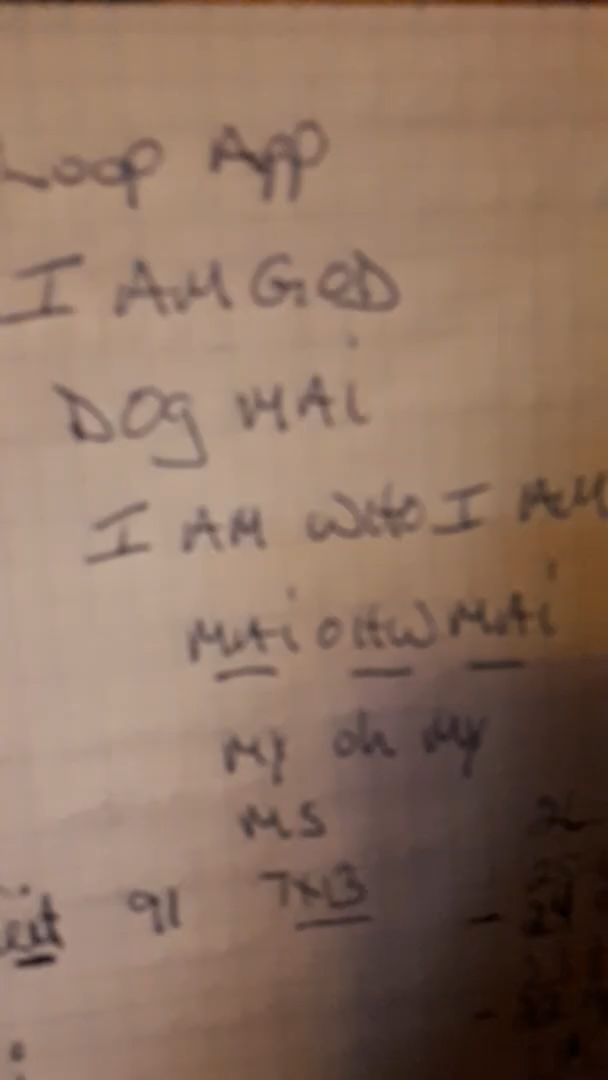 Loop App
I AM GOD
DOg MAi
I AM WHO I AM
MAi OHW MAi
My oh My
MS
91 7x13